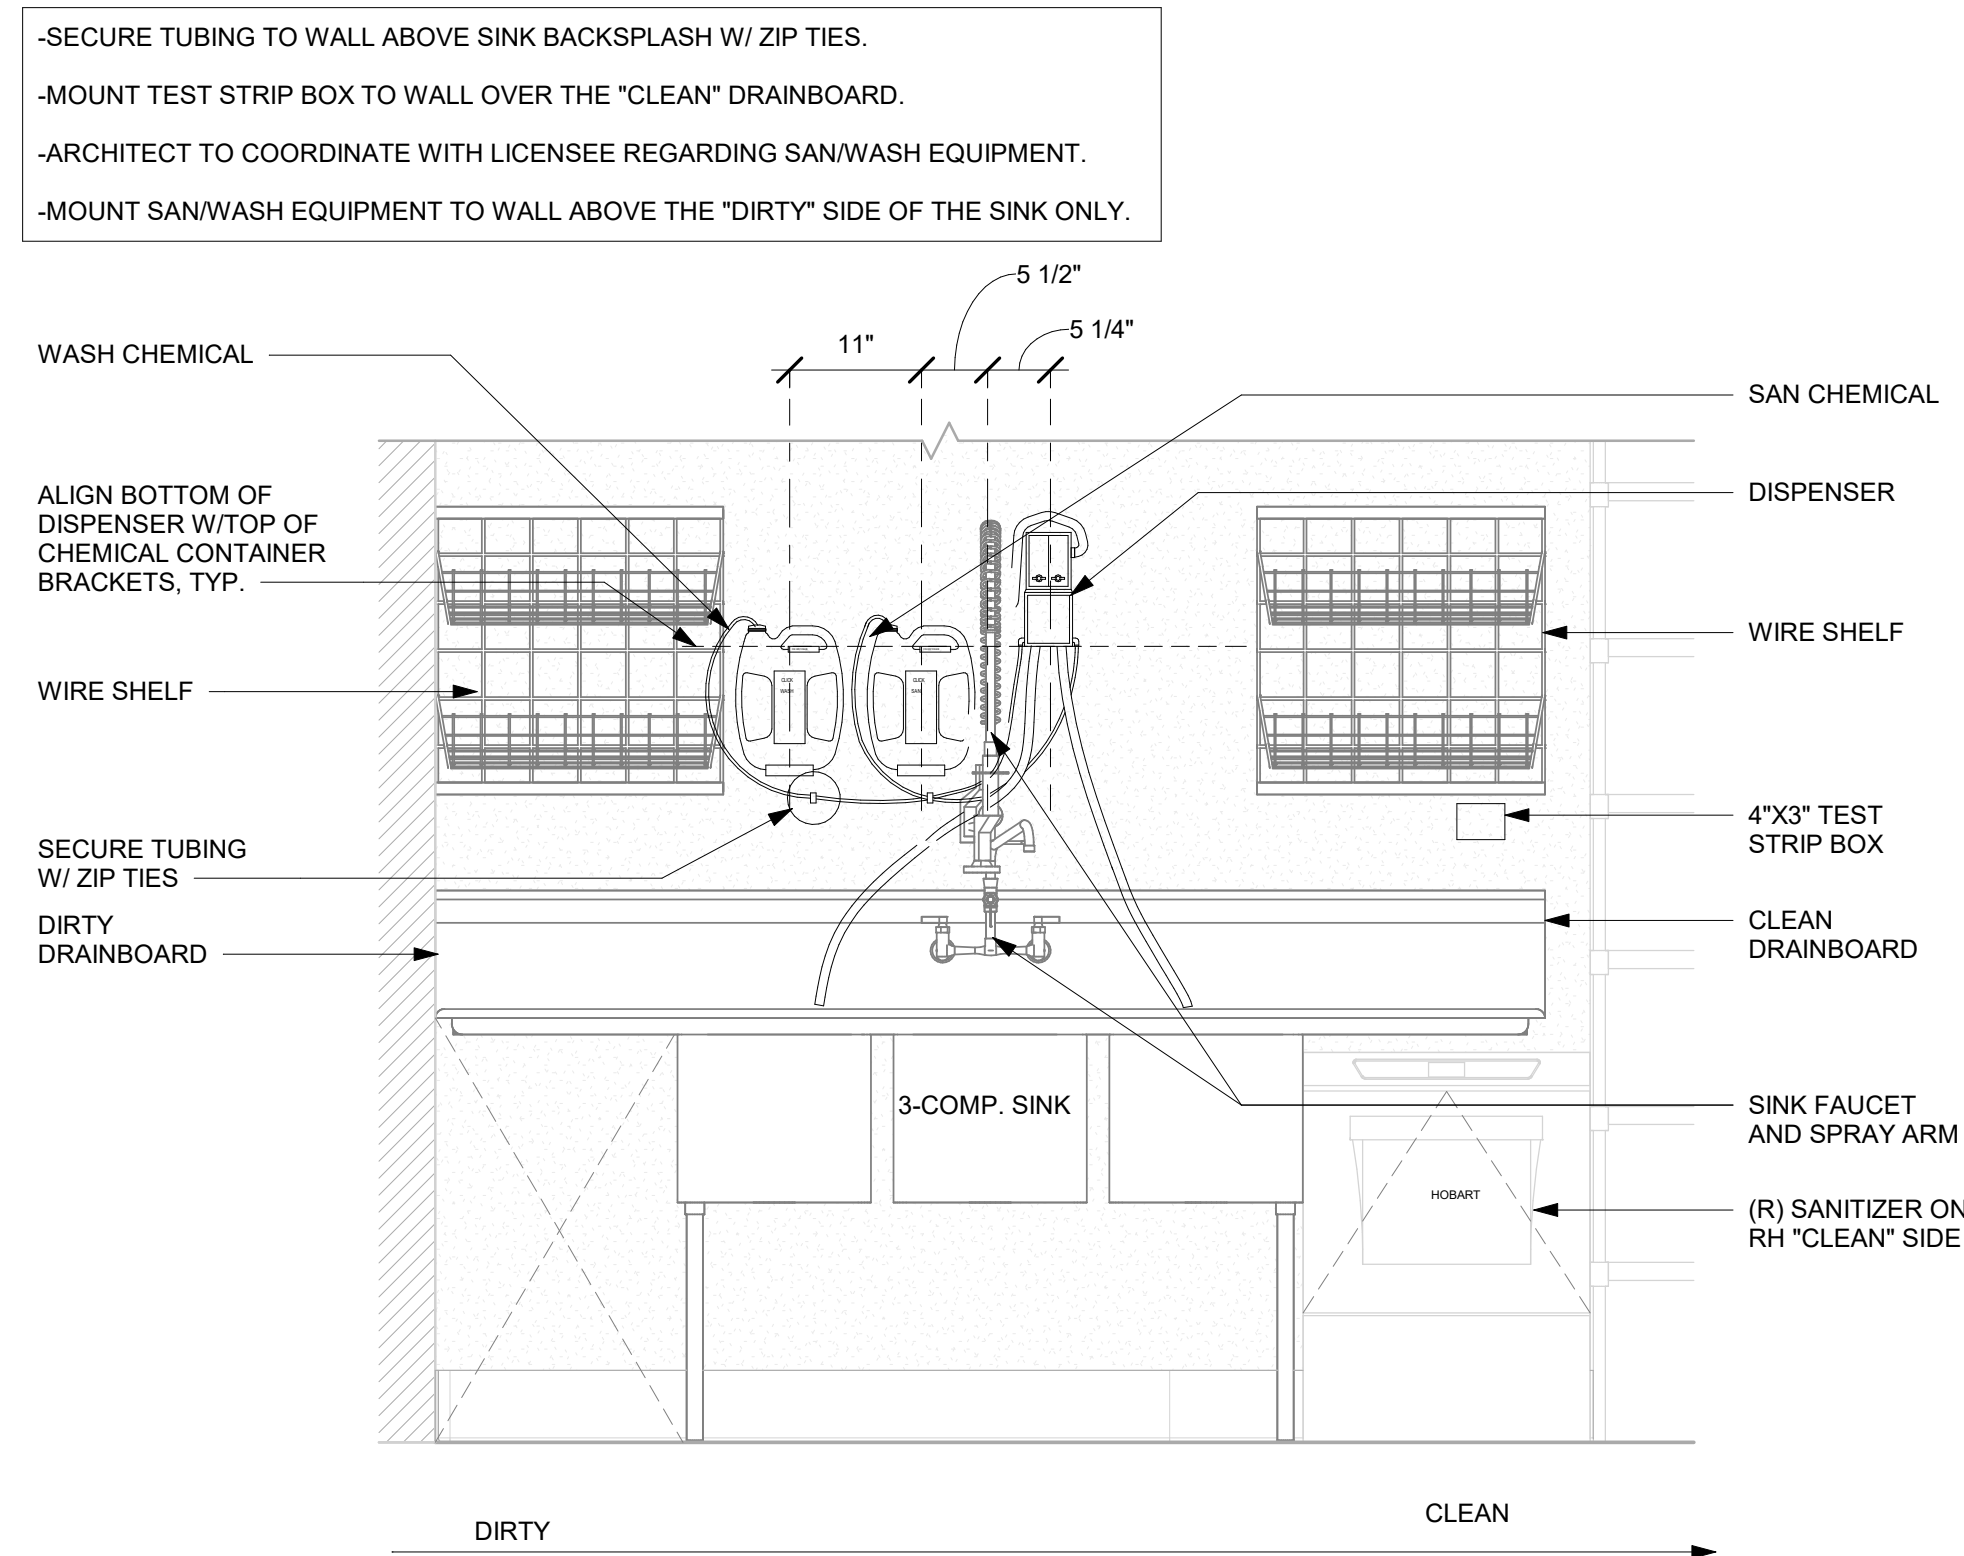 -SECURE TUBING TO WALL ABOVE SINK BACKSPLASH W/ ZIP TIES.
-MOUNT TEST STRIP BOX TO WALL OVER THE "CLEAN" DRAINBOARD.
-ARCHITECT TO COORDINATE WITH LICENSEE REGARDING SAN/WASH EQUIPMENT.
-MOUNT SAN/WASH EQUIPMENT TO WALL ABOVE THE "DIRTY" SIDE OF THE SINK ONLY.
5 1/2"
5 1/4"
11"
WASH CHEMICAL
SAN CHEMICAL
ALIGN BOTTOM OF
DISPENSER W/TOP OF
CHEMICAL CONTAINER
BRACKETS, TYP.
DISPENSER
WIRE SHELF
WIRE SHELF
CLICK
WASH
CLICK
SAN
4"X3" TEST
STRIP BOX
SECURE TUBING
W/ ZIP TIES
DIRTY
DRAINBOARD
CLEAN
DRAINBOARD
3-COMP. SINK
SINK FAUCET
AND SPRAY ARM
HOBART
(R) SANITIZER ON
RH "CLEAN" SIDE
DIRTY
CLEAN